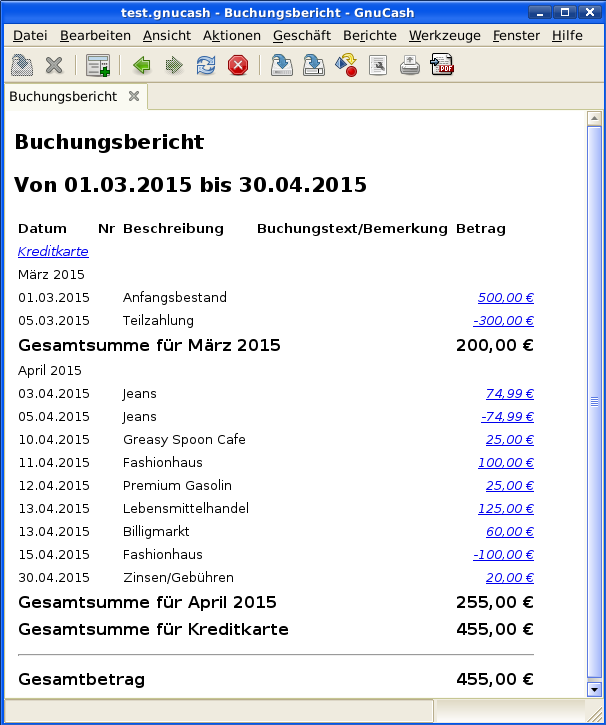 test.gnucash - Buchungsbericht - GnuCash
Datei Bearbeiten Ansicht Aktionen Geschäft Berichte Werkzeuge Fenster Hilfe
PDF
Buchungsbericht
Buchungsbericht
Von 01.03.2015 bis 30.04.2015
Datum Nr Beschreibung Buchungstext/Bemerkung Betrag
Kreditkarte
März 2015
01.03.2015 Anfangsbestand 500,00 €
05.03.2015 Teilzahlung -300,00 €
Gesamtsumme für März 2015 200,00 €
April 2015
03.04.2015 Jeans 74,99 €
05.04.2015 Jeans -74,99 €
10.04.2015 Greasy Spoon Cafe 25,00 €
11.04.2015 Fashionhaus 100,00 €
12.04.2015 Premium Gasolin 25,00 €
13.04.2015 Lebensmittelhandel 125,00 €
13.04.2015 Billigmarkt 60,00 €
15.04.2015 Fashionhaus -100,00 €
30.04.2015 Zinsen/Gebühren 20,00 €
Gesamtsumme für April 2015 255,00 €
Gesamtsumme für Kreditkarte 455,00 €
Gesamtbetrag 455,00 €